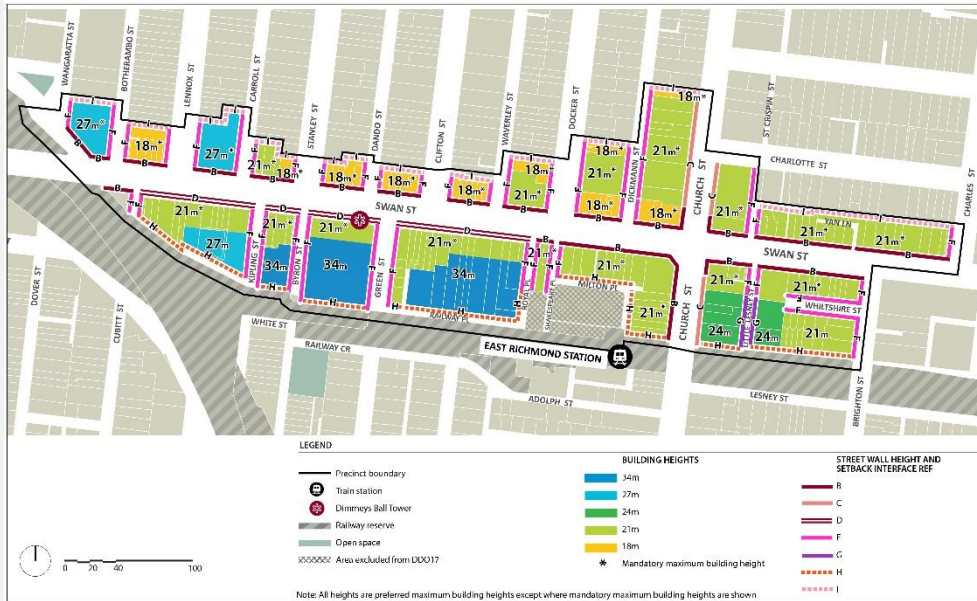 WANGARATTA ST
BOTHERAMBO ST
LENNOX ST
CARROLL ST
STANLEY ST
DANDO ST
CLIFTON ST
WAVERLEY ST
DOCKER ST
DICKMANN ST
CHURCH ST
ST CRISPIN ST
CHARLOTTE ST
CHARLES ST
YAN LN
SWAN ST
SWAN ST
27m*
18m*
27m*
21m*
18m*
18m*
18m*
18m*
18m*
21m*
18m*
21m*
18m*
18m*
21m*
18m*
21m*
21m*
21m*
21m*
27m
21m*
34m
21m*
34m
21m*
34m
21m*
21m*
21m*
21m*
24m
21m*
24m
21m
KIPLING ST
BYRON ST
GREEN ST
ROYAL PL
SHAKESPEARE PL
MILTON PL
RAILWAY PL
CHURCH ST
LITTLE LESNEY ST
WHILTSHIRE ST
DOVER ST
CUBITT ST
WHITE ST
RAILWAY CR
EAST RICHMOND STATION
ADOLPH ST
LESNEY ST
BRIGHTON ST
LEGEND
Precinct boundary
Train station
Dimmeys Ball Tower
Railway reserve
Open space
Area excluded from DDO17
BUILDING HEIGHTS
34m
27m
24m
21m
18m
* Mandatory maximum building height
STREET WALL HEIGHT AND
SETBACK INTERFACE REF
B
C
D
F
G
H
I
0 20 40 60 100
Note: All heights are preferred maximum building heights except where mandatory maximum building heights are shown